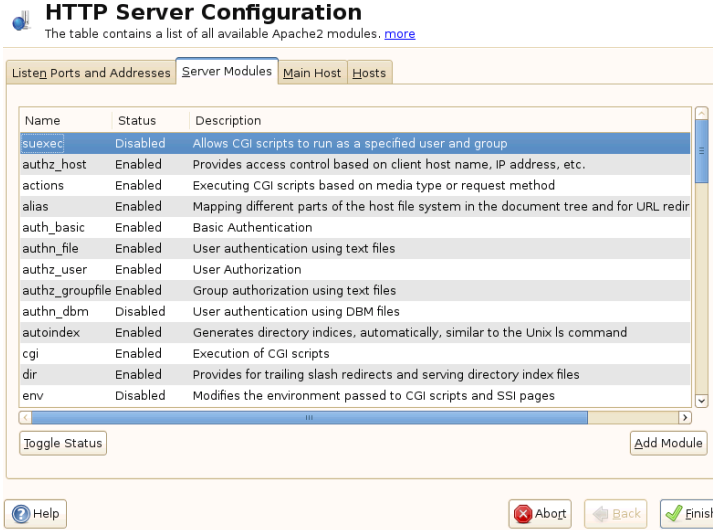 HTTP Server Configuration
The table contains a list of all available Apache2 modules. more
Listen Ports and Addresses Server Modules Main Host Hosts
Name Status Description
suexec Disabled Allows CGI scripts to run as a specified user and group
authz_host Enabled Provides access control based on client host name, IP address, etc.
actions Enabled Executing CGI scripts based on media type or request method
alias Enabled Mapping different parts of the host file system in the document tree and for URL redir
auth_basic Enabled Basic Authentication
authn_file Enabled User authentication using text files
authz_user Enabled User Authorization
authz_groupfile Enabled Group authorization using text files
authn_dbm Disabled User authentication using DBM files
autoindex Enabled Generates directory indices, automatically, similar to the Unix ls command
cgi Enabled Execution of CGI scripts
dir Enabled Provides for trailing slash redirects and serving directory index files
env Disabled Modifies the environment passed to CGI scripts and SSI pages
Toggle Status Add Module
Help Abort Back Finish